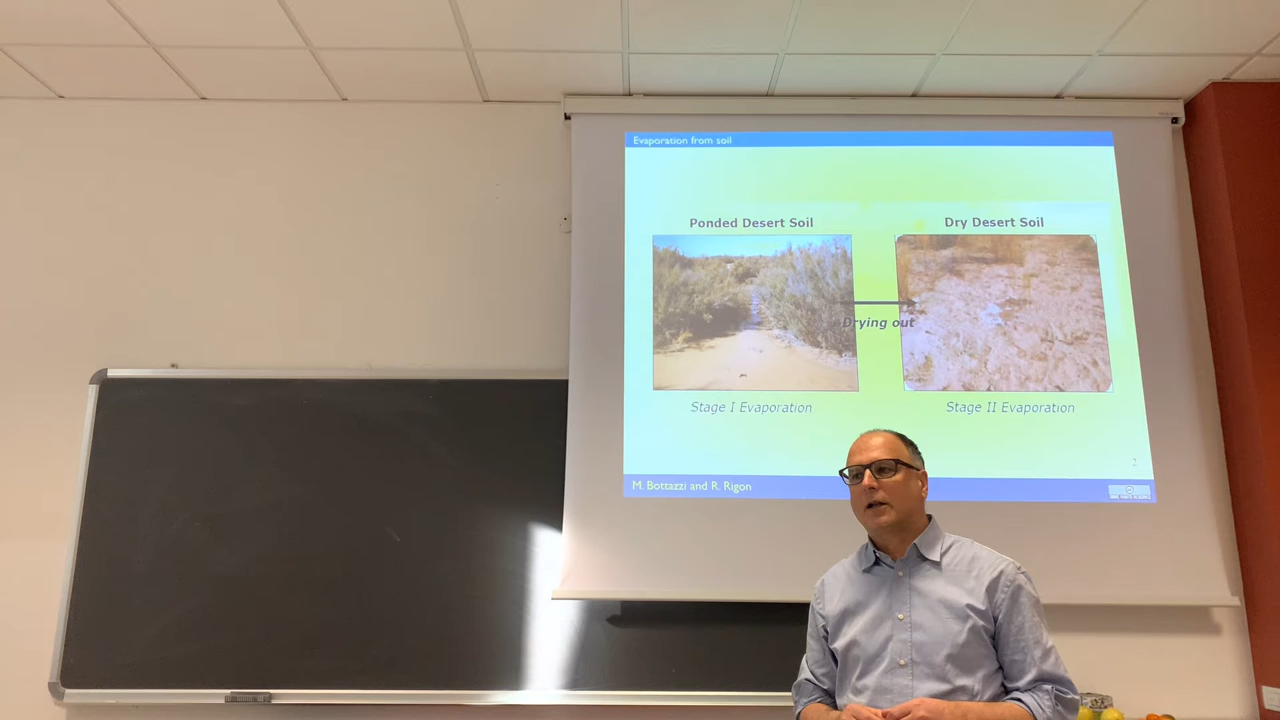 Evaporation from soil
Ponded Desert Soil
Dry Desert Soil
Drying out
Stage I Evaporation
Stage II Evaporation
2
M. Bottazzi and R. Rigon